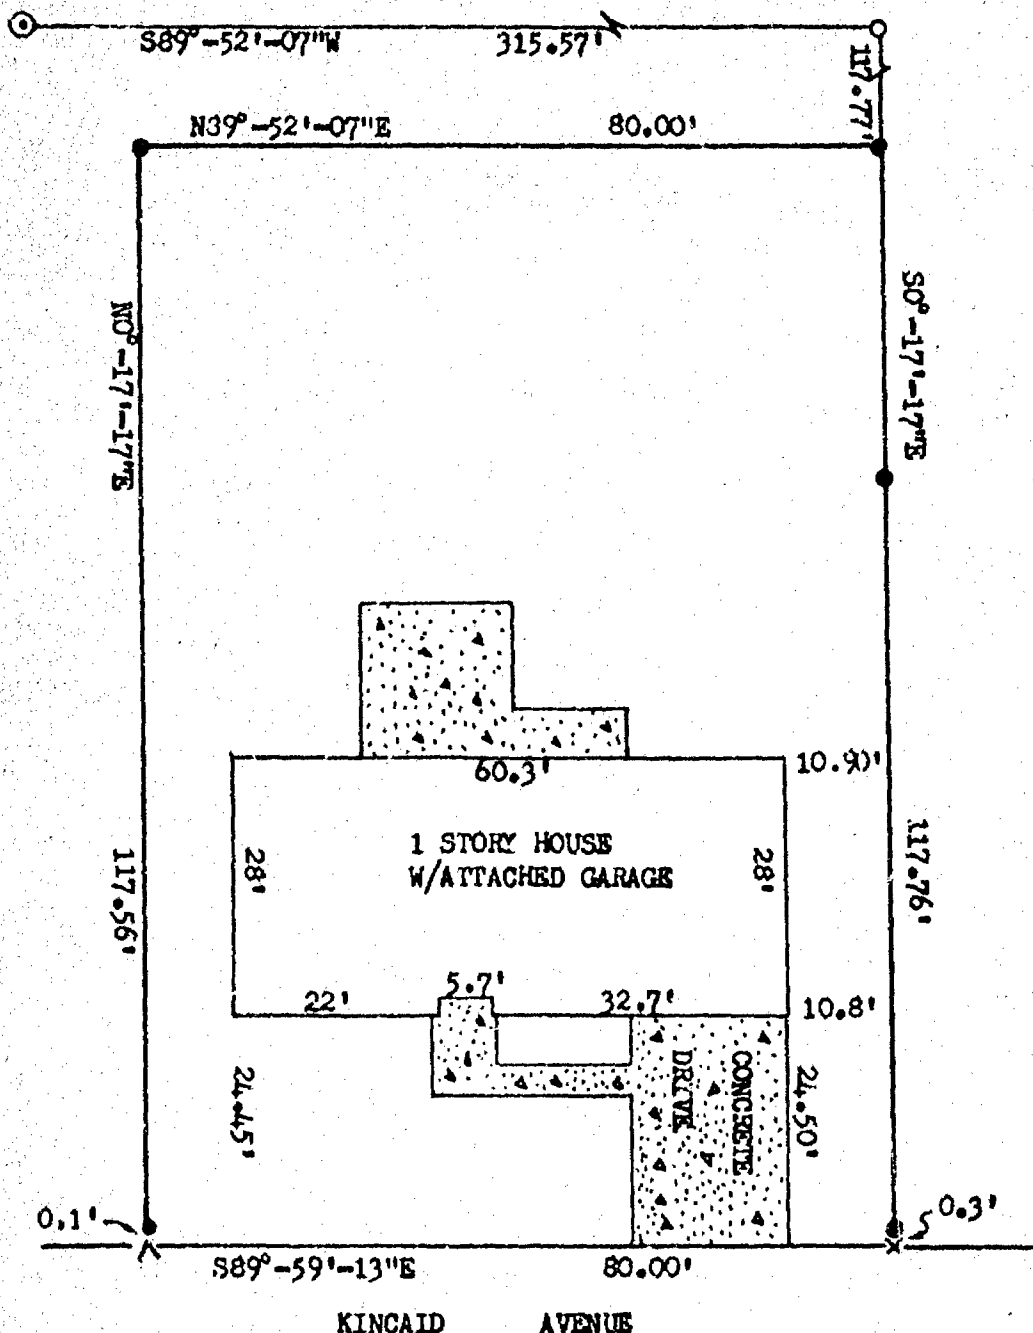 S89°-52'-07"W 315.57'
117.77'
N39°-52'-07"E 80.00'
N0°-17'-17"E
S0°-17'-17"E
60.3'
10.90'
1 STORY HOUSE
W/ATTACHED GARAGE
28'
28'
117.56'
117.76'
5.7'
22'
32.7'
10.8'
CONCRETE
DRIVE
24.45'
24.50'
0.1'
0.3'
S89°-59'-13"E 80.00'
KINCAID AVENUE